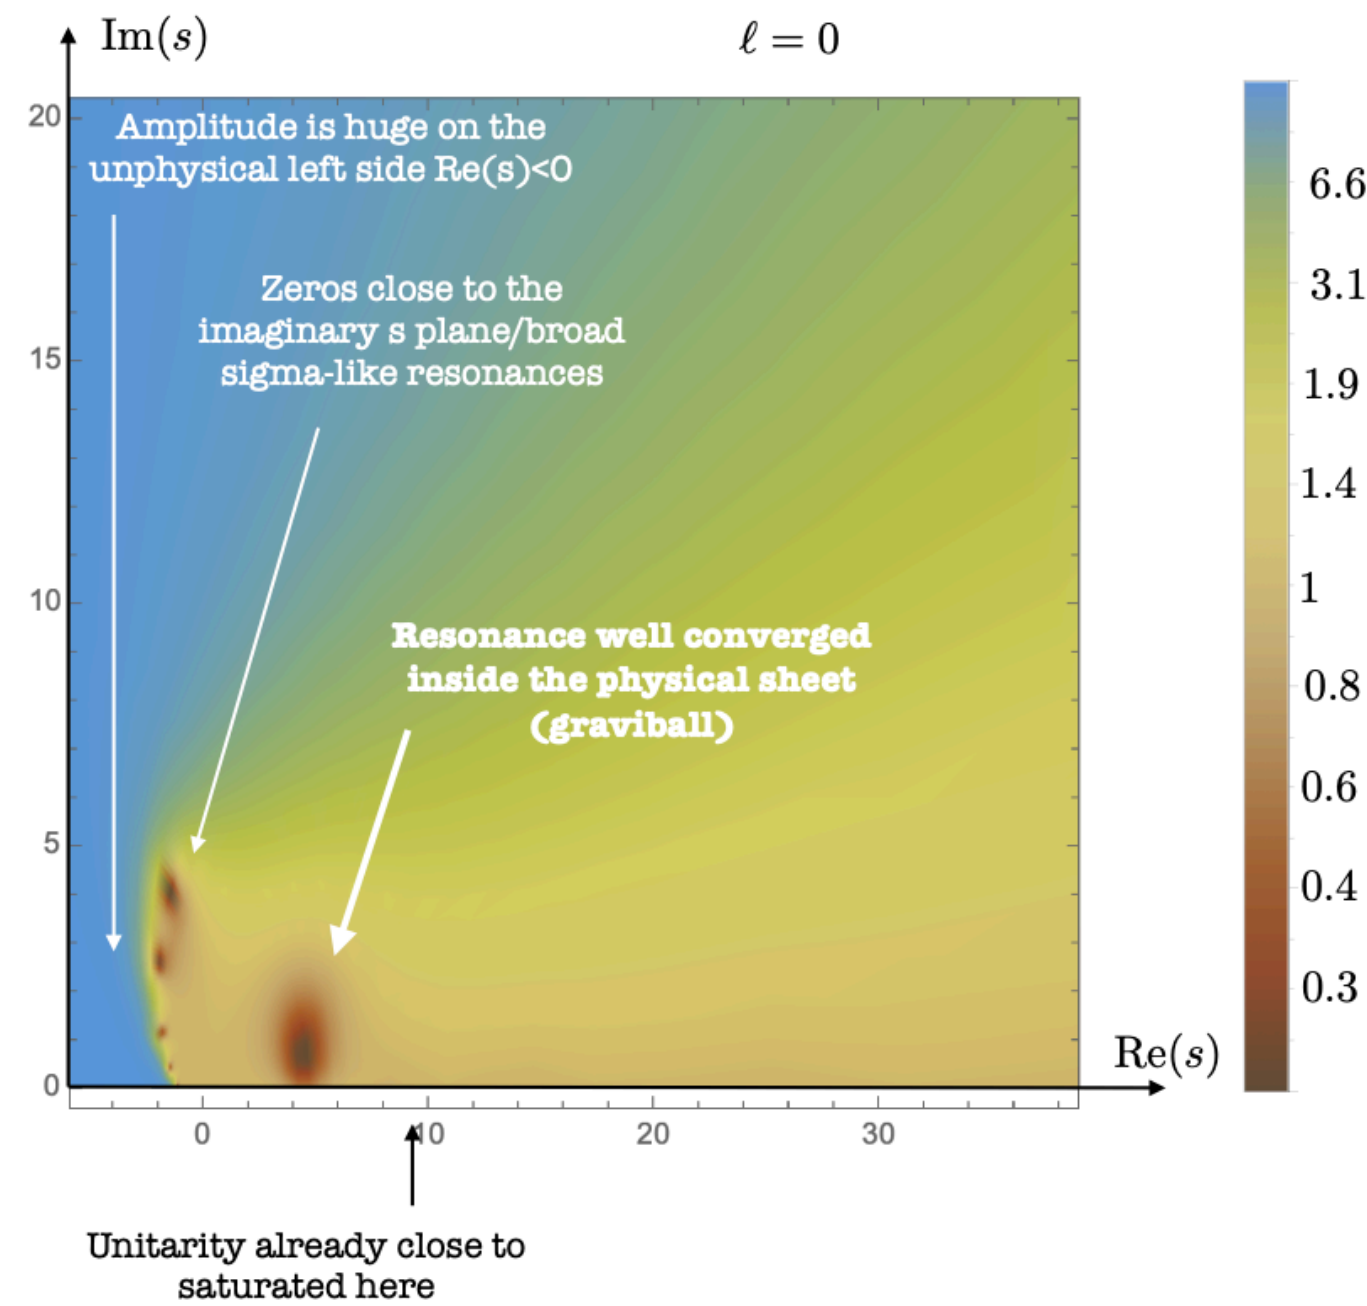 Im(s)
ℓ = 0
20
Amplitude is huge on the
unphysical left side Re(s)<0
6.6
Zeros close to the
imaginary s plane/broad
sigma-like resonances
3.1
15
1.9
1.4
10
1
Resonance well converged
inside the physical sheet
(graviball)
0.8
0.6
5
0.4
0.3
Re(s)
0
0 10 20 30
Unitarity already close to
saturated here